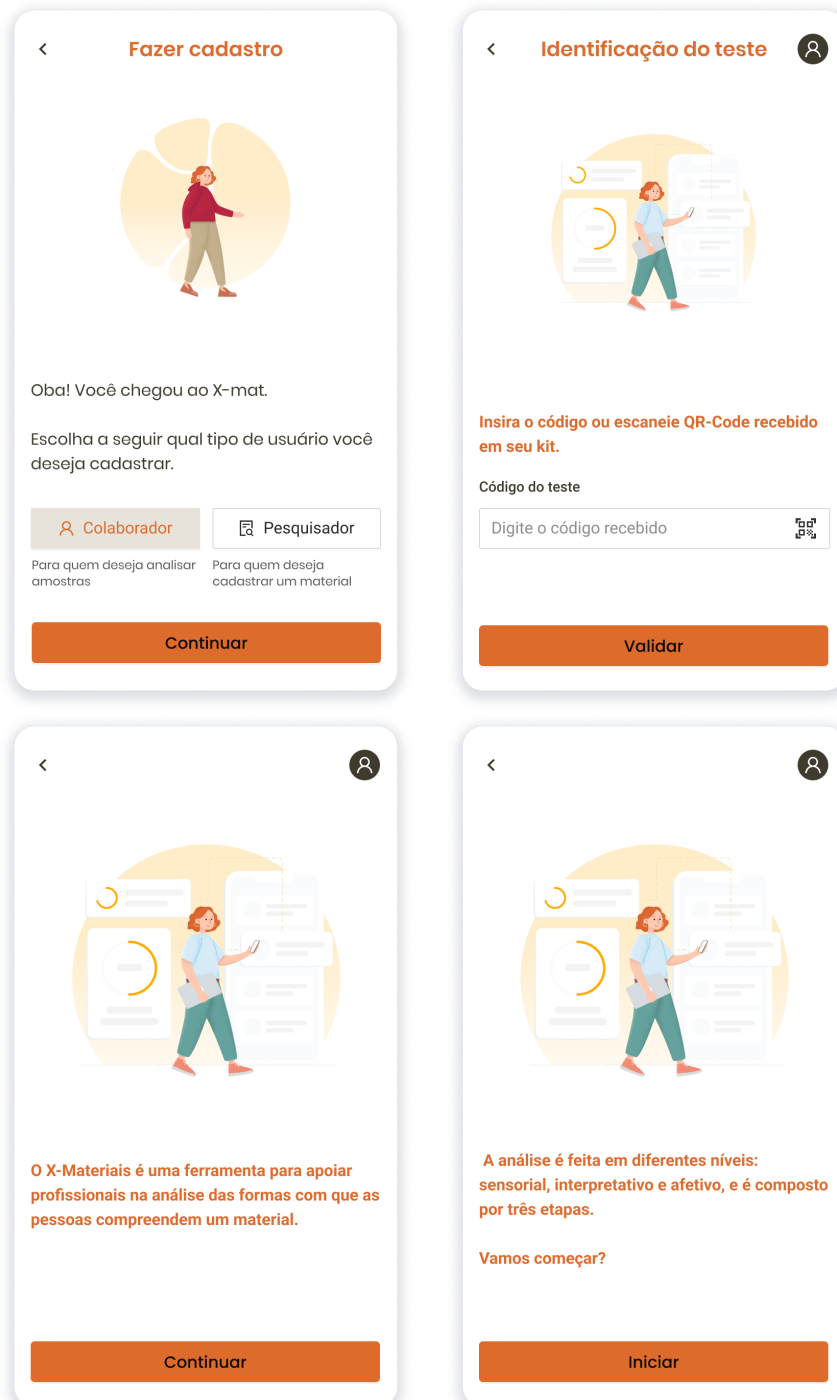 Fazer cadastro
Oba! Você chegou ao X-mat.
Escolha a seguir qual tipo de usuário você
deseja cadastrar.
Colaborador
Pesquisador
Para quem deseja analisar
amostras
Para quem deseja
cadastrar um material
Continuar
Identificação do teste
Insira o código ou escaneie QR-Code recebido
em seu kit.
Código do teste
Digite o código recebido
Validar
O X-Materiais é uma ferramenta para apoiar
profissionais na análise das formas com que as
pessoas compreendem um material.
Continuar
A análise é feita em diferentes níveis:
sensorial, interpretativo e afetivo, e é composto
por três etapas.
Vamos começar?
Iniciar